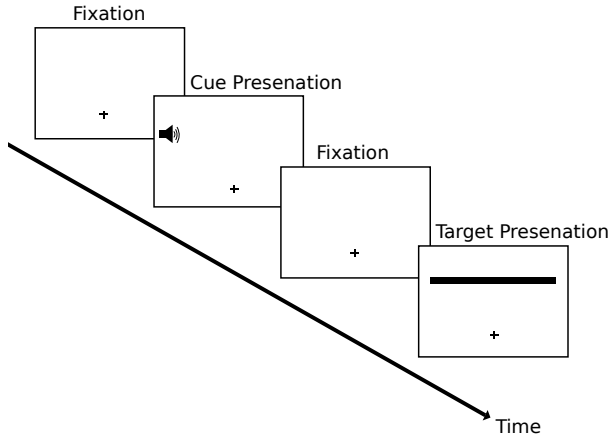 Fixation
Cue Presenation
Fixation
Target Presenation
Time